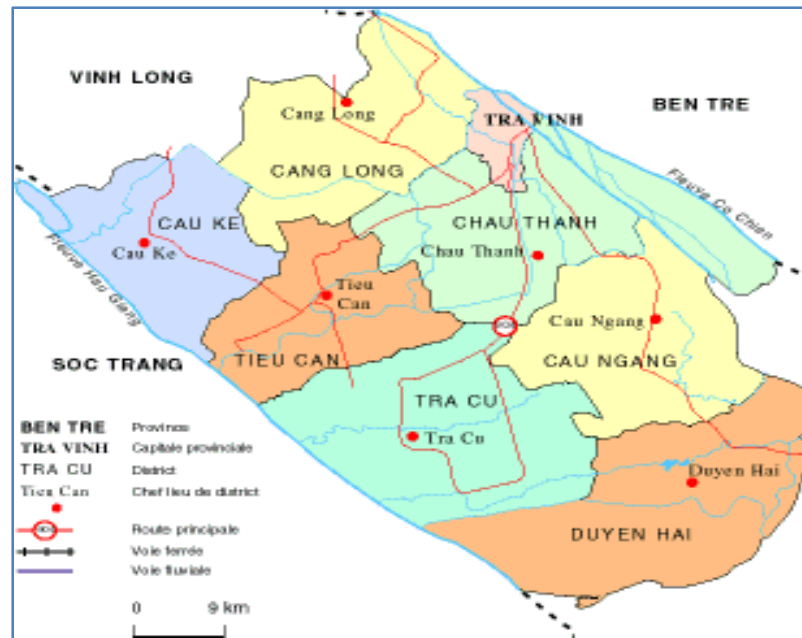 VINH LONG
BEN TRE
Cang Long
TRA VINH
CANG LONG
Fleuve Co Chien
CAU KE
CHAU THANH
Cau Ke
Chau Thanh
Fleuve Hau Giang
Tieu
Can
Cau Ngang
SOC TRANG
TIEU CAN
CAU NGANG
TRA CU
Tra Cu
Duyen Hai
DUYEN HAI
BEN TRE Province
TRA VINH Capitale provinciale
TRA CU District
Tieu Can Chef lieu de district
Route principale
Voie ferrée
Voie fluviale
0 9 km